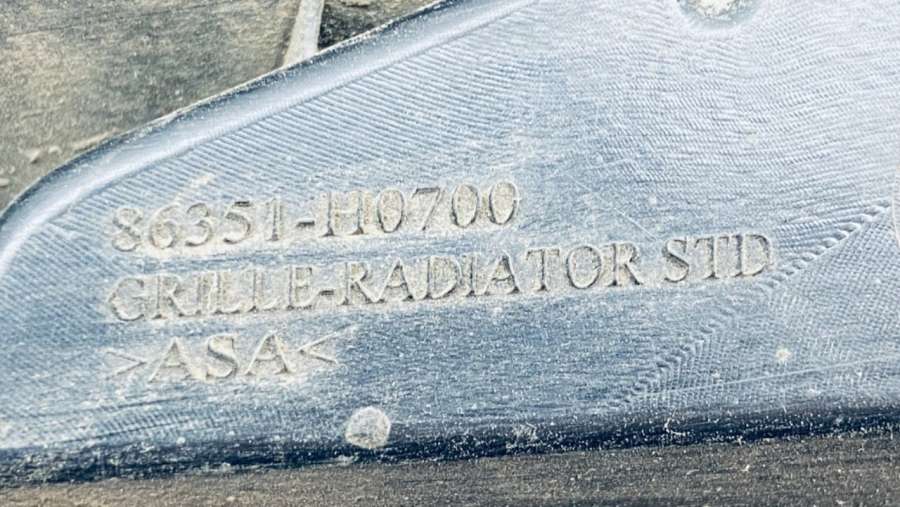 86351-H0700
GRILLE-RADIATOR STD
>ASA<